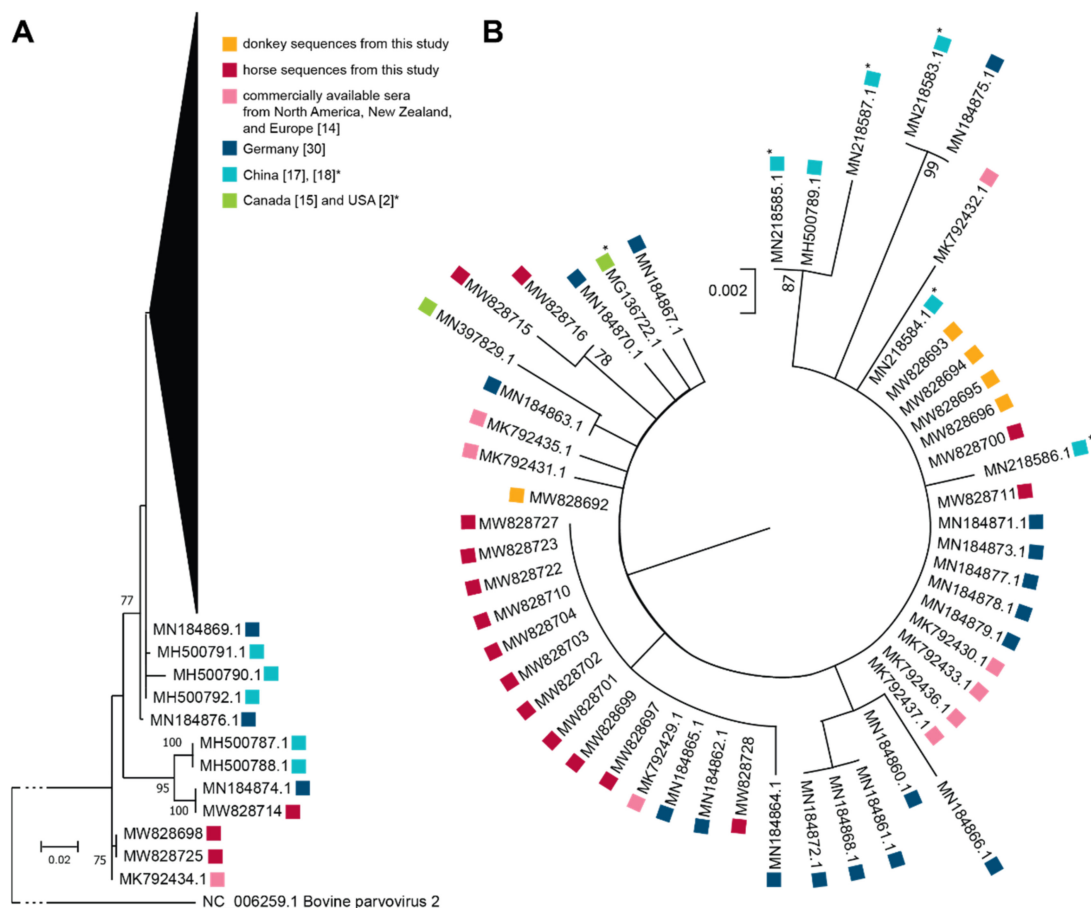 A
donkey sequences from this study
horse sequences from this study
commercially available sera
from North America, New Zealand,
and Europe [14]
Germany [30]
China [17], [18]*
Canada [15] and USA [2]*
77
MN184869.1
MH500791.1
MH500790.1
MH500792.1
MN184876.1
100
MH500787.1
MH500788.1
95
MN184874.1
100
MW828714
MW828698
0.02
75
MW828725
MK792434.1
NC_006259.1 Bovine parvovirus 2
B
MN218585.1
*
MH500789.1
87
MN218587.1
*
MN218583.1
*
MN184875.1
99
MK792432.1
0.002
MN218584.1
*
MW828693
MW828694
MW828695
MW828696
MW828700
MN218586.1
*
MW828711
MN184871.1
MN184873.1
MN184877.1
MN184878.1
MN184879.1
MK792430.1
MK792433.1
MK792436.1
MK792437.1
MN184866.1
MN184860.1
MN184861.1
MN184868.1
MN184872.1
MN184864.1
MW828728
MN184862.1
MN184865.1
MK792429.1
MW828697
MW828699
MW828701
MW828702
MW828703
MW828704
MW828710
MW828722
MW828723
MW828727
MW828692
MK792431.1
MK792435.1
MN184863.1
MN397829.1
MW828715
MW828716
78
MN184870.1
MG136722.1
*
MN184867.1